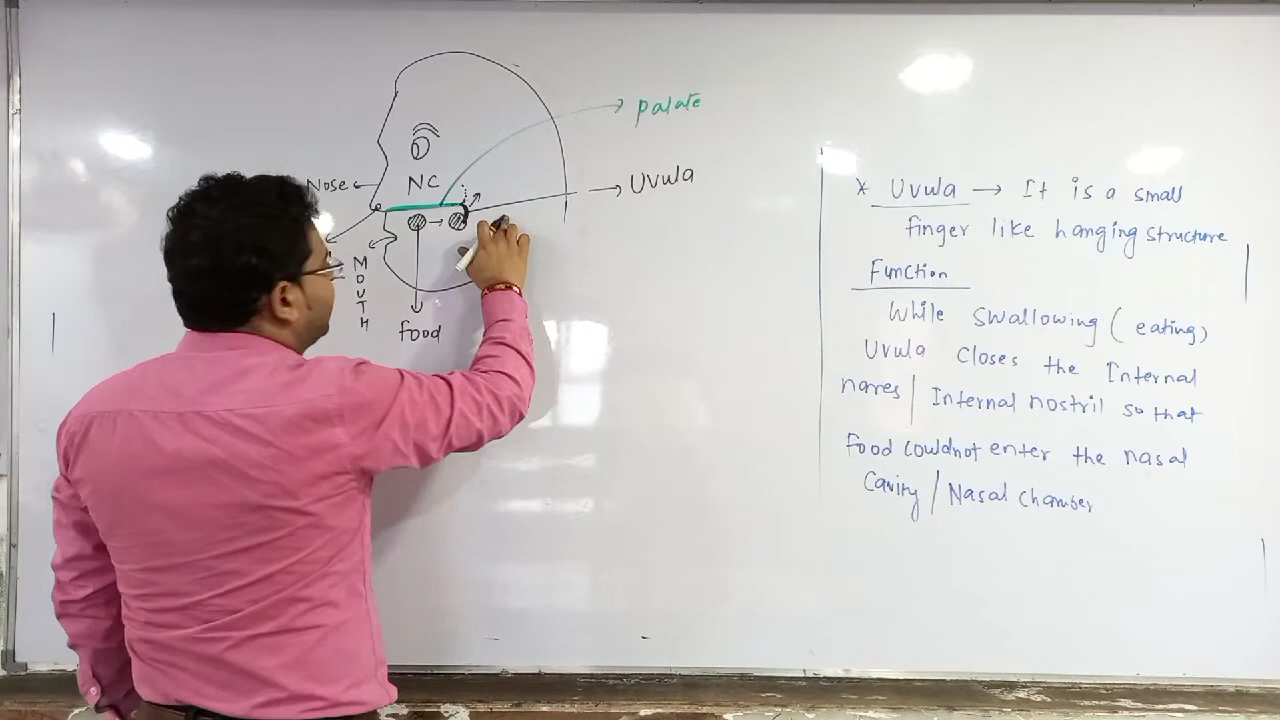 palate
Uvula
Nose
NC
MOUTH
food
* Uvula → It is a small
finger like hanging structure
Function
While swallowing (eating)
Uvula closes the Internal
nares / Internal nostril so that
food couldnot enter the nasal
Cavity / Nasal chamber